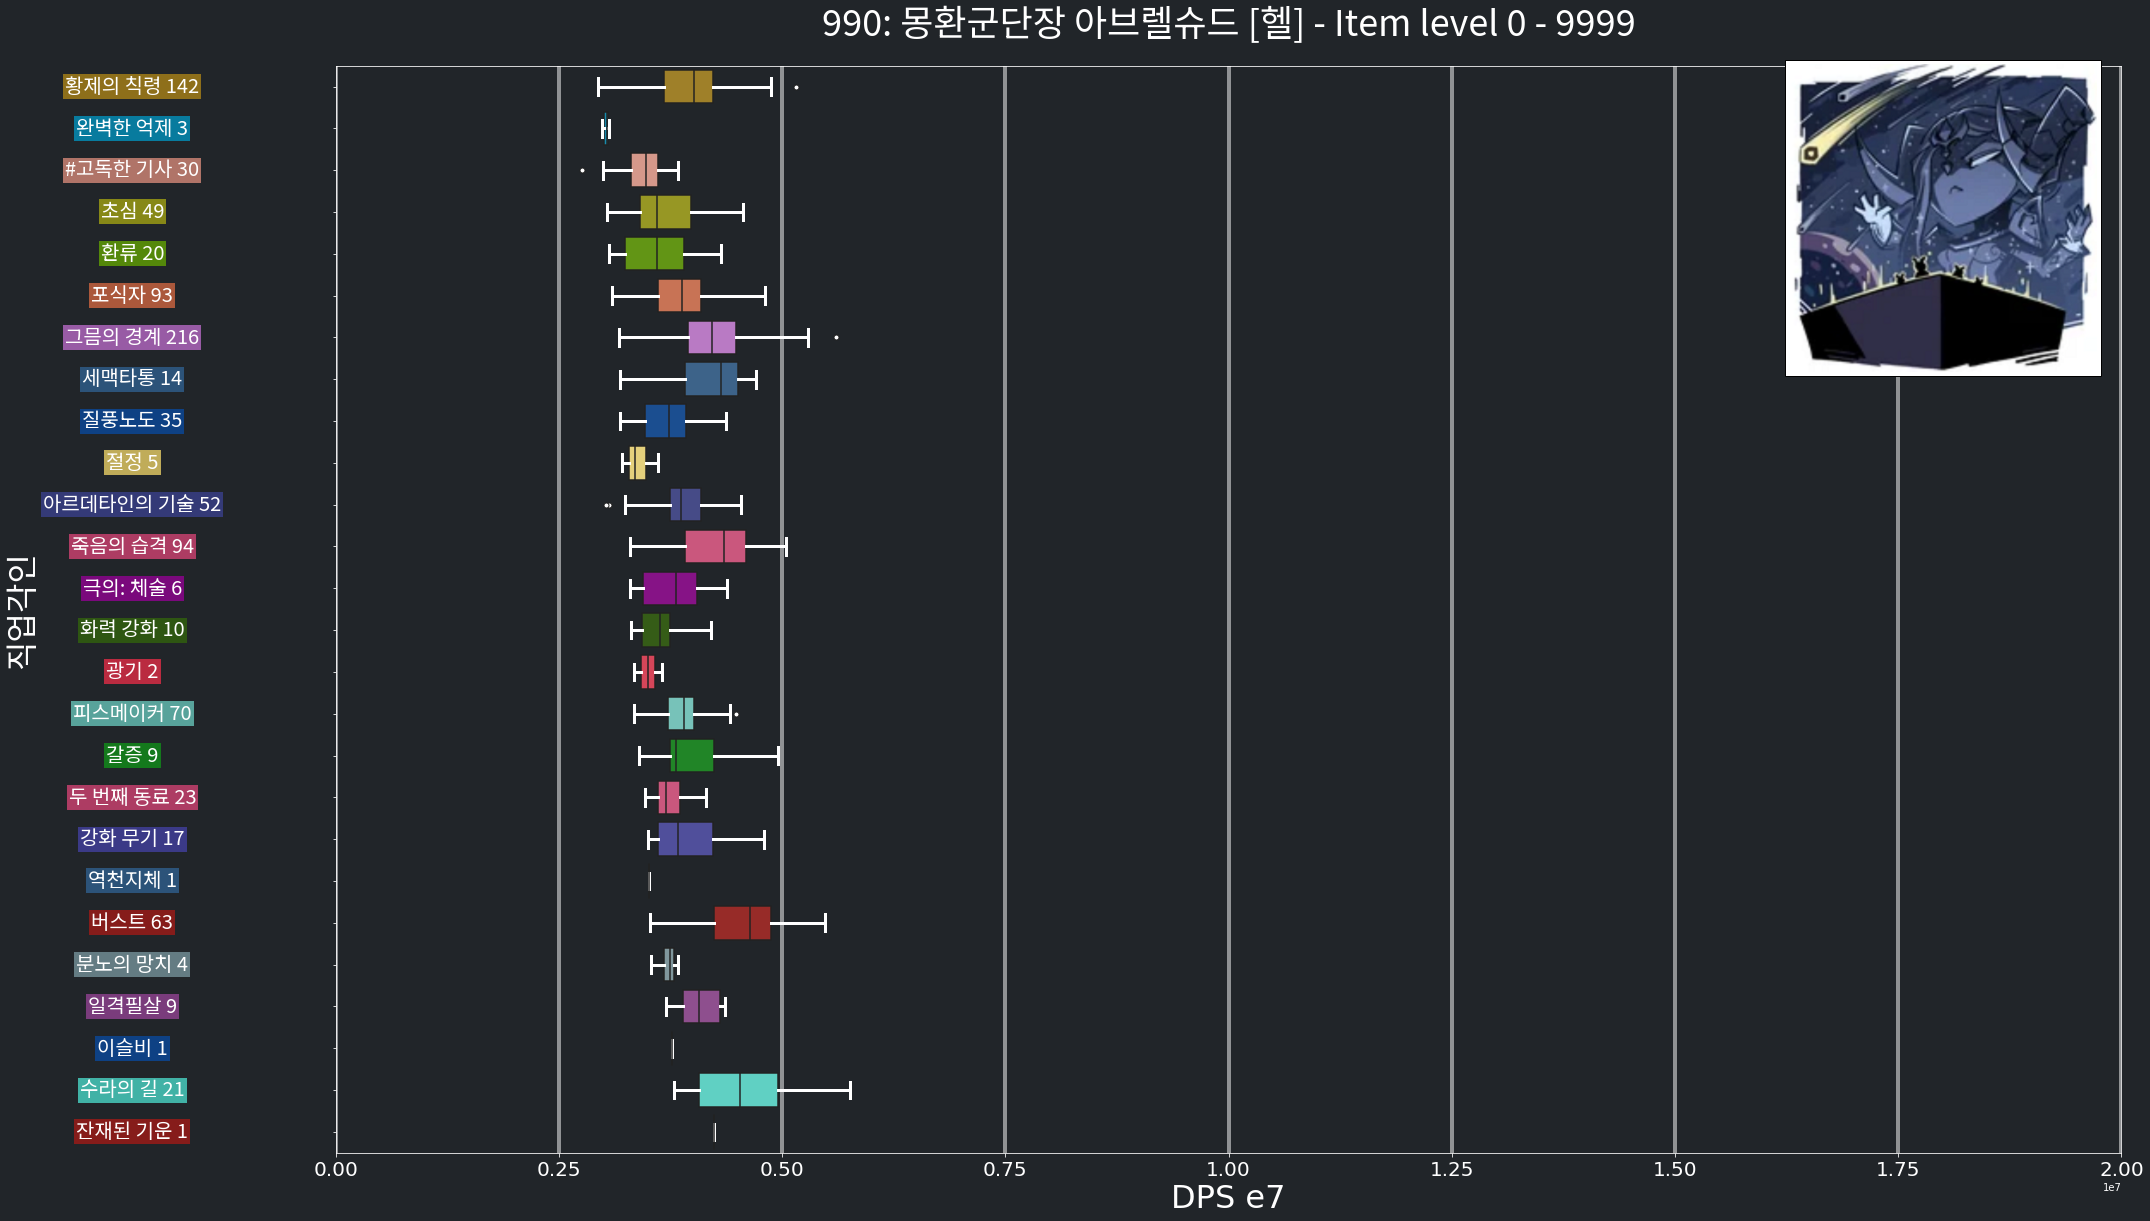 990: 몽환군단장 아브렐슈드 [헬] - Item level 0 - 9999
황제의 칙령 142
완벽한 억제 3
#고독한 기사 30
초심 49
환류 20
포식자 93
그믐의 경계 216
세맥타통 14
질풍노도 35
절정 5
아르데타인의 기술 52
죽음의 습격 94
극의: 체술 6
화력 강화 10
광기 2
피스메이커 70
갈증 9
두 번째 동료 23
강화 무기 17
역천지체 1
버스트 63
분노의 망치 4
일격필살 9
이슬비 1
수라의 길 21
잔재된 기운 1
직업각인
0.00 0.25 0.50 0.75 1.00 1.25 1.50 1.75 2.00
DPS e7
1e7